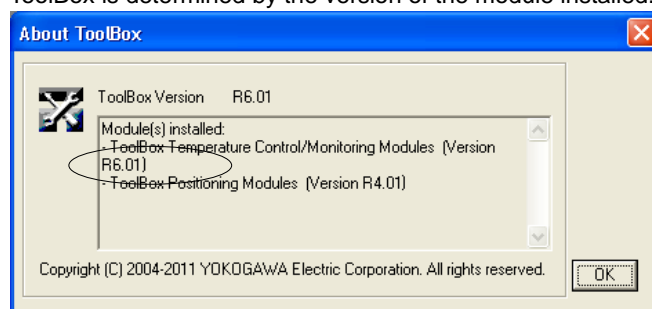 ToolBox is determined by the version of the module installed.
About ToolBox
ToolBox Version R6.01
Module(s) installed:
- ToolBox Temperature Control/Monitoring Modules (Version
R6.01)
- ToolBox Positioning Modules (Version R4.01)
Copyright (C) 2004-2011 YOKOGAWA Electric Corporation. All rights reserved.
OK